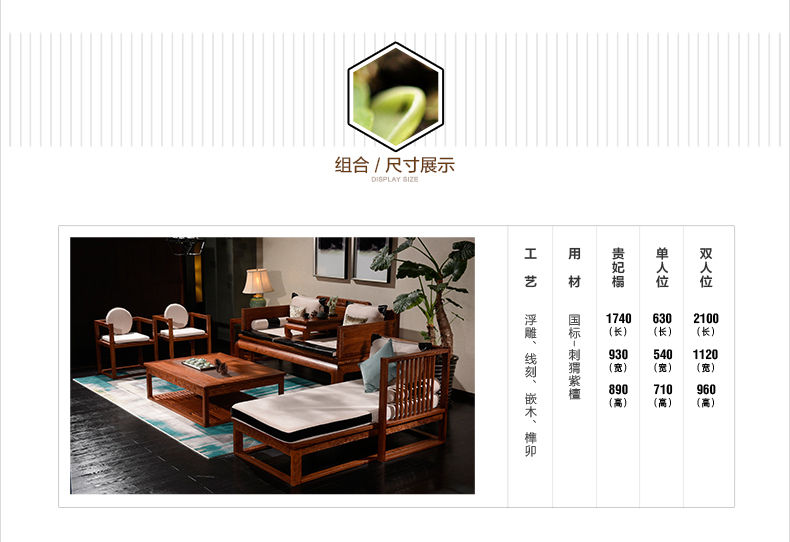 组合 / 尺寸展示
DISPLAY SIZE
工艺
浮雕、线刻、嵌木、榫卯
用材
国标-刺猬紫檀
贵妃榻
1740
(长)
930
(宽)
890
(高)
单人位
630
(长)
540
(宽)
710
(高)
双人位
2100
(长)
1120
(宽)
960
(高)